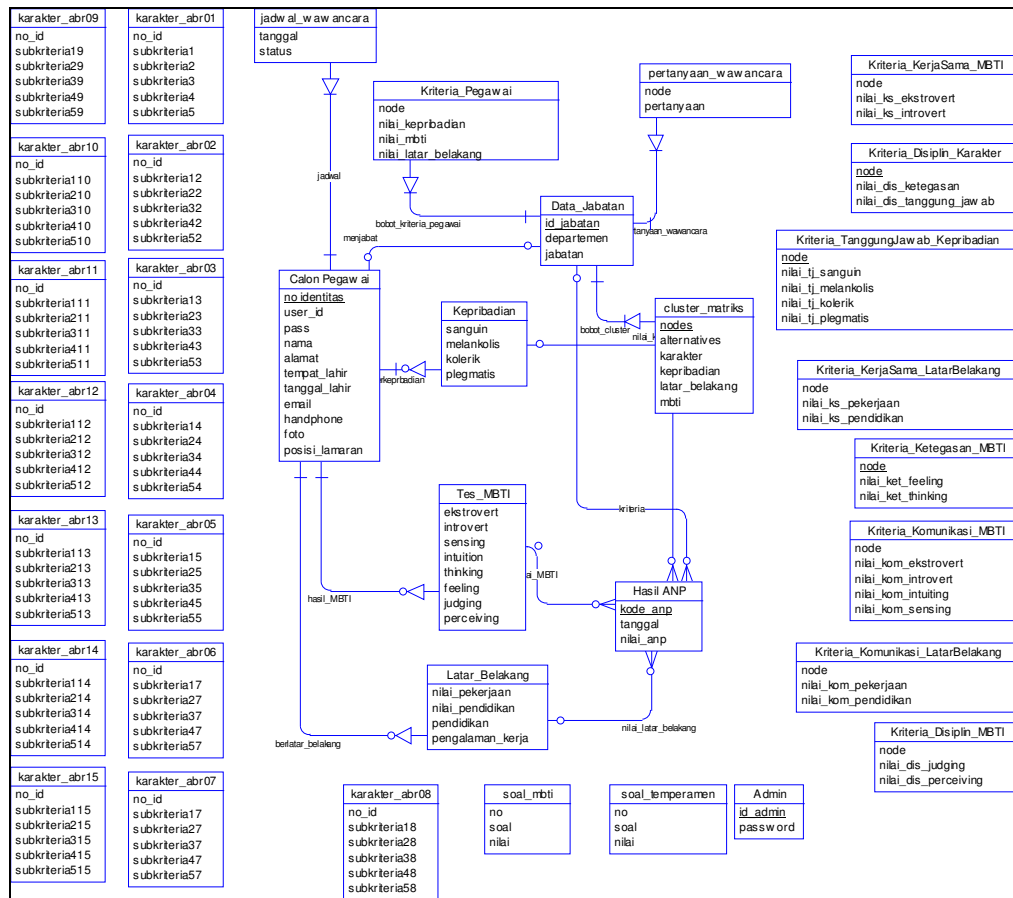 karakter_abr09
no_id
subkriteria19
subkriteria29
subkriteria39
subkriteria49
subkriteria59
karakter_abr01
no_id
subkriteria1
subkriteria2
subkriteria3
subkriteria4
subkriteria5
jadwal_wawancara
tanggal
status
Kriteria_Pegawai
node
nilai_kepribadian
nilai_mbti
nilai_latar_belakang
pertanyaan_wawancara
node
pertanyaan
Kriteria_KerjaSama_MBTI
node
nilai_ks_ekstrovert
nilai_ks_introvert
karakter_abr10
no_id
subkriteria110
subkriteria210
subkriteria310
subkriteria410
subkriteria510
karakter_abr02
no_id
subkriteria12
subkriteria22
subkriteria32
subkriteria42
subkriteria52
jadwal
bobot_kriteria_pegawai
menjabat
Data_Jabatan
id_jabatan
departemen
jabatan
tanyaan_wawancara
Kriteria_Disiplin_Karakter
node
nilai_dis_ketegasan
nilai_dis_tanggung_jawab
Kriteria_TanggungJawab_Kepribadian
node
nilai_tj_sanguin
nilai_tj_melankolis
nilai_tj_kolerik
nilai_tj_plegmatis
karakter_abr11
no_id
subkriteria111
subkriteria211
subkriteria311
subkriteria411
subkriteria511
karakter_abr03
no_id
subkriteria13
subkriteria23
subkriteria33
subkriteria43
subkriteria53
Calon Pegawai
no identitas
user_id
pass
nama
alamat
tempat_lahir
tanggal_lahir
email
handphone
foto
posisi_lamaran
Kepribadian
sanguin
melankolis
kolerik
plegmatis
erkepribadian
bobot_cluster
nilai_k
cluster_matriks
nodes
alternatives
karakter
kepribadian
latar_belakang
mbti
Kriteria_KerjaSama_LatarBelakang
node
nilai_ks_pekerjaan
nilai_ks_pendidikan
karakter_abr12
no_id
subkriteria112
subkriteria212
subkriteria312
subkriteria412
subkriteria512
karakter_abr04
no_id
subkriteria14
subkriteria24
subkriteria34
subkriteria44
subkriteria54
Kriteria_Ketegasan_MBTI
node
nilai_ket_feeling
nilai_ket_thinking
karakter_abr13
no_id
subkriteria113
subkriteria213
subkriteria313
subkriteria413
subkriteria513
karakter_abr05
no_id
subkriteria15
subkriteria25
subkriteria35
subkriteria45
subkriteria55
hasil_MBTI
Tes_MBTI
ekstrovert
introvert
sensing
intuition
thinking
feeling
judging
perceiving
ai_MBTI
kriteria
Hasil ANP
kode_anp
tanggal
nilai_anp
Kriteria_Komunikasi_MBTI
node
nilai_kom_ekstrovert
nilai_kom_introvert
nilai_kom_intuiting
nilai_kom_sensing
karakter_abr14
no_id
subkriteria114
subkriteria214
subkriteria314
subkriteria414
subkriteria514
karakter_abr06
no_id
subkriteria17
subkriteria27
subkriteria37
subkriteria47
subkriteria57
berlatar_belakang
Latar_Belakang
nilai_pekerjaan
nilai_pendidikan
pendidikan
pengalaman_kerja
nilai_latar_belakang
Kriteria_Komunikasi_LatarBelakang
node
nilai_kom_pekerjaan
nilai_kom_pendidikan
Kriteria_Disiplin_MBTI
node
nilai_dis_judging
nilai_dis_perceiving
karakter_abr15
no_id
subkriteria115
subkriteria215
subkriteria315
subkriteria415
subkriteria515
karakter_abr07
no_id
subkriteria17
subkriteria27
subkriteria37
subkriteria47
subkriteria57
karakter_abr08
no_id
subkriteria18
subkriteria28
subkriteria38
subkriteria48
subkriteria58
soal_mbti
no
soal
nilai
soal_temperamen
no
soal
nilai
Admin
id_admin
password